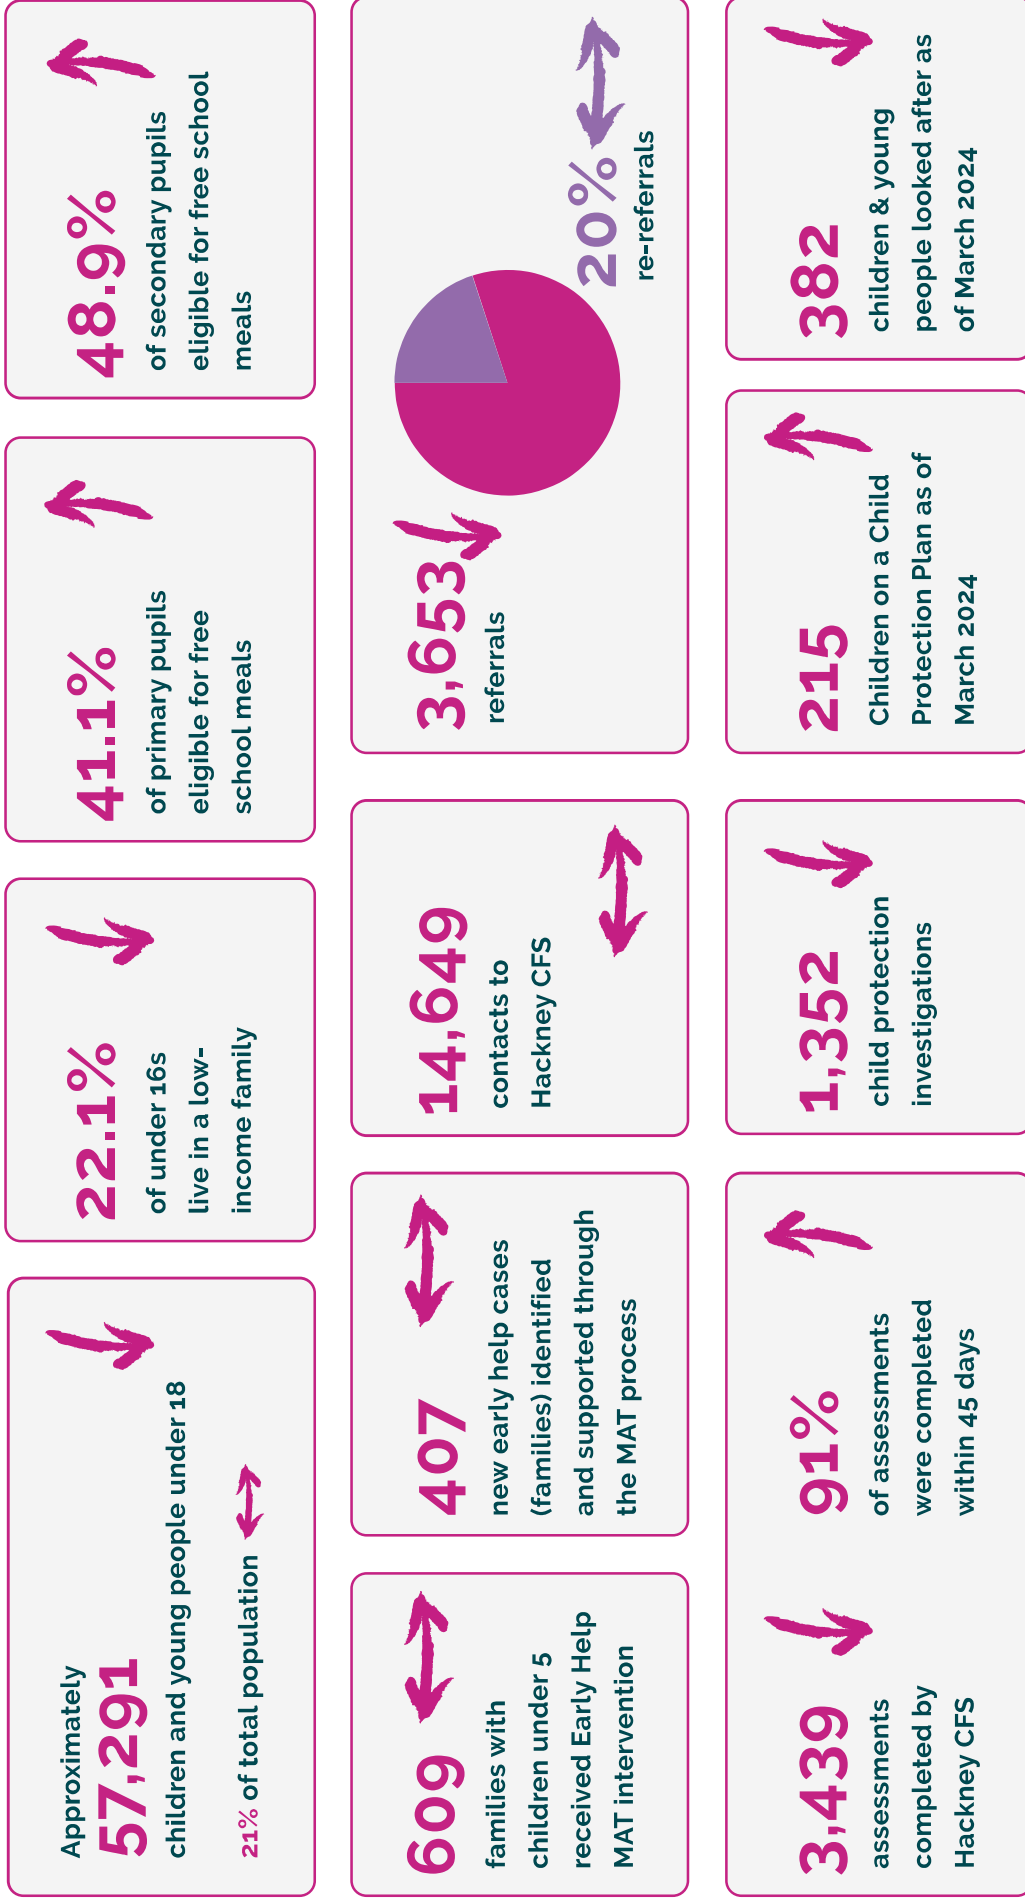 Approximately
57,291
children and young people under 18
21% of total population
22.1%
of under 16s
live in a low-
income family
41.1%
of primary pupils
eligible for free
school meals
48.9%
of secondary pupils
eligible for free school
meals
609
families with
children under 5
received Early Help
MAT intervention
407
new early help cases
(families) identified
and supported through
the MAT process
14,649
contacts to
Hackney CFS
3,653
referrals
20%
re-referrals
3,439
assessments
completed by
Hackney CFS
91%
of assessments
were completed
within 45 days
1,352
child protection
investigations
215
Children on a Child
Protection Plan as of
March 2024
382
children & young
people looked after as
of March 2024